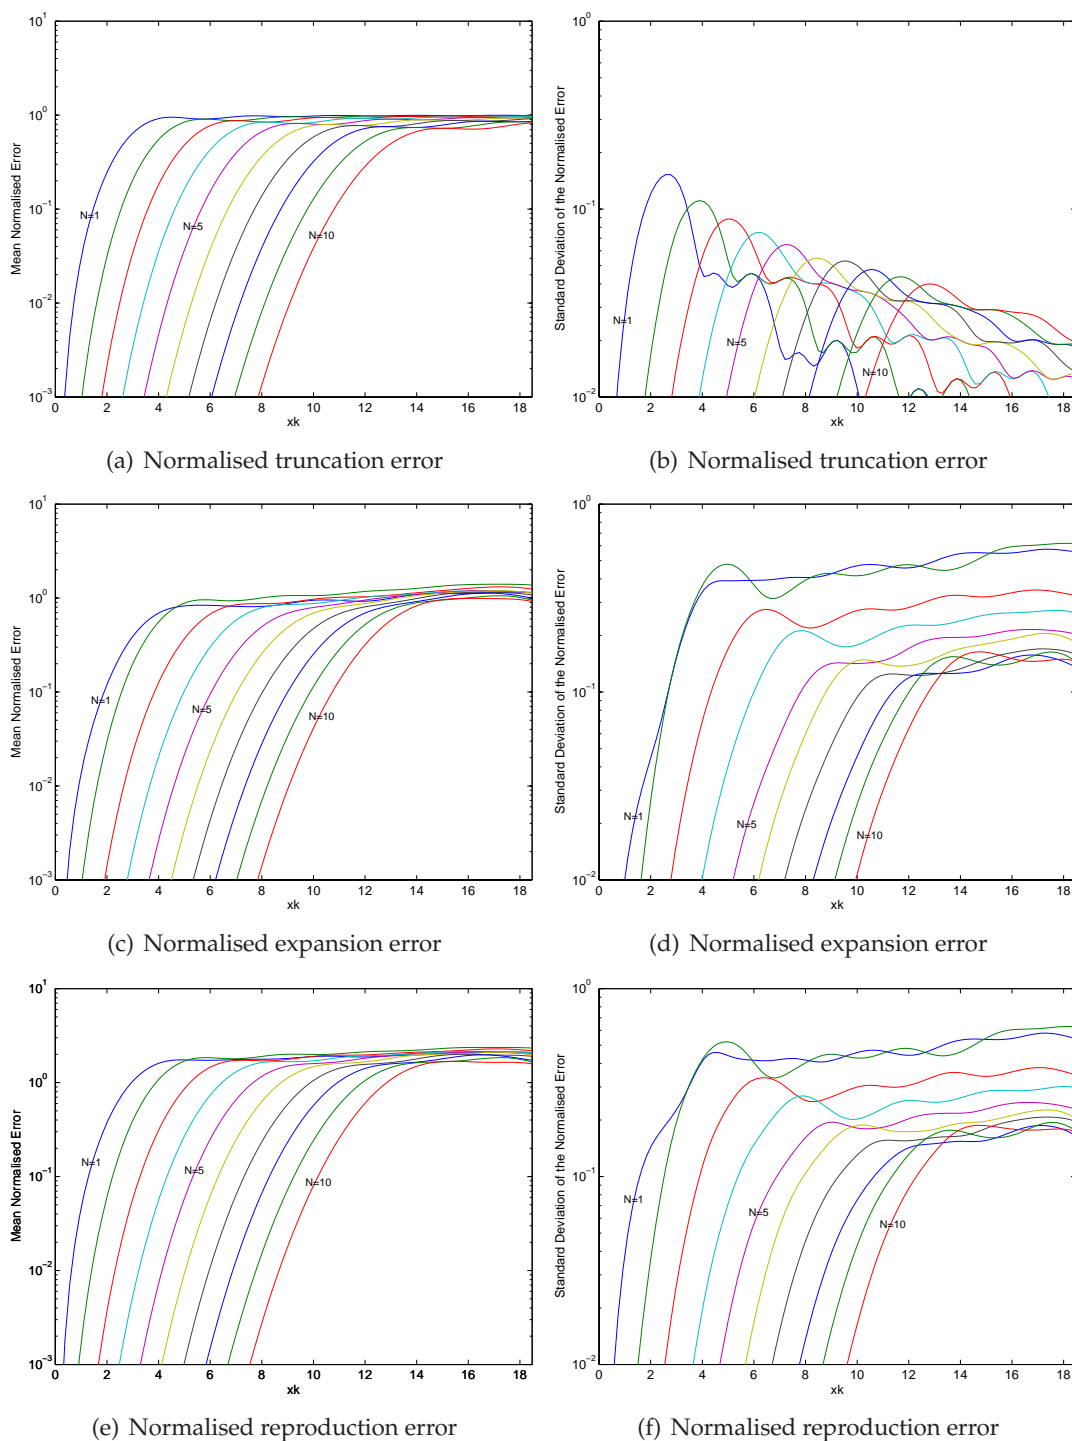 10^1
10^0
10^-1
10^-2
10^-3
Mean Normalised Error
N=1
N=5
N=10
0 2 4 6 8 10 12 14 16 18
xk
(a) Normalised truncation error
10^0
10^-1
10^-2
Standard Deviation of the Normalised Error
N=1
N=5
N=10
0 2 4 6 8 10 12 14 16 18
xk
(b) Normalised truncation error
10^1
10^0
10^-1
10^-2
10^-3
Mean Normalised Error
N=1
N=5
N=10
0 2 4 6 8 10 12 14 16 18
xk
(c) Normalised expansion error
10^0
10^-1
10^-2
Standard Deviation of the Normalised Error
N=1
N=5
N=10
0 2 4 6 8 10 12 14 16 18
xk
(d) Normalised expansion error
10^1
10^0
10^-1
10^-2
10^-3
Mean Normalised Error
N=1
N=5
N=10
0 2 4 6 8 10 12 14 16 18
xk
(e) Normalised reproduction error
10^0
10^-1
10^-2
Standard Deviation of the Normalised Error
N=1
N=5
N=10
0 2 4 6 8 10 12 14 16 18
xk
(f) Normalised reproduction error